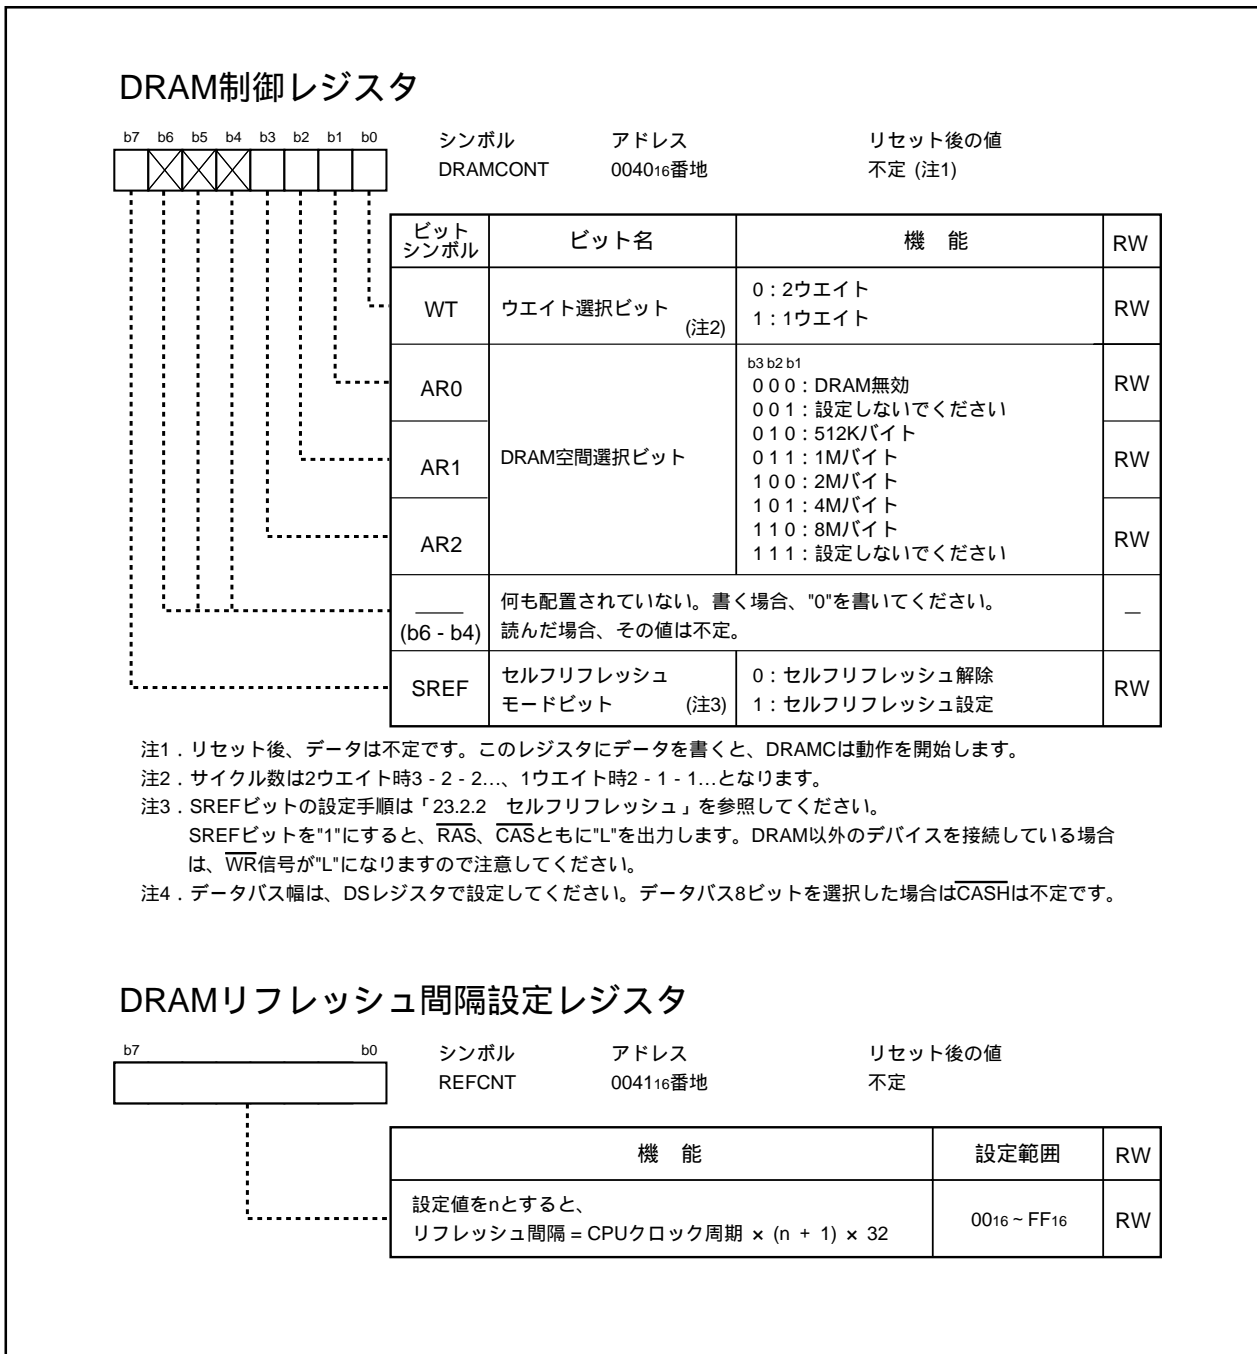 DRAM制御レジスタ
b7 b6 b5 b4 b3 b2 b1 b0
シンボル アドレス リセット後の値
DRAMCONT 004016番地 不定 (注1)
ビット
シンボル
ビット名 機 能 RW
WT ウエイト選択ビット (注2)
0：2ウエイト
1：1ウエイト
RW
AR0
AR1
AR2
DRAM空間選択ビット
b3 b2 b1
0 0 0：DRAM無効
0 0 1：設定しないでください
0 1 0：512Kバイト
0 1 1：1Mバイト
1 0 0：2Mバイト
1 0 1：4Mバイト
1 1 0：8Mバイト
1 1 1：設定しないでください
RW
RW
RW
(b6 - b4)
何も配置されていない。書く場合、"0"を書いてください。
読んだ場合、その値は不定。
—
SREF
セルフリフレッシュ
モードビット (注3)
0：セルフリフレッシュ解除
1：セルフリフレッシュ設定
RW
注1．リセット後、データは不定です。このレジスタにデータを書くと、DRAMCは動作を開始します。
注2．サイクル数は2ウエイト時3 - 2 - 2…、1ウエイト時2 - 1 - 1…となります。
注3．SREFビットの設定手順は「23.2.2 セルフリフレッシュ」を参照してください。
SREFビットを"1"にすると、RAS、CASともに"L"を出力します。DRAM以外のデバイスを接続している場合
は、WR信号が"L"になりますので注意してください。
注4．データバス幅は、DSレジスタで設定してください。データバス8ビットを選択した場合はCASHは不定です。
DRAMリフレッシュ間隔設定レジスタ
b7 b0
シンボル アドレス リセット後の値
REFCNT 004116番地 不定
機 能 設定範囲 RW
設定値をnとすると、
リフレッシュ間隔 = CPUクロック周期 × (n + 1) × 32
0016 ~ FF16 RW